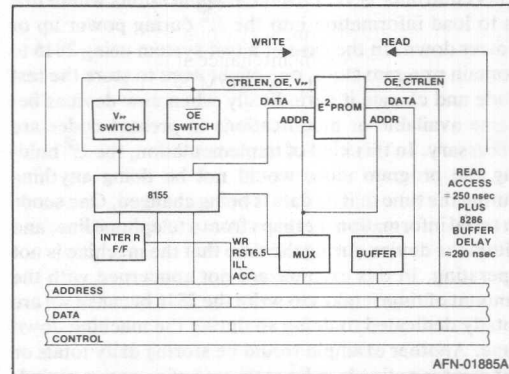 WRITE
READ
CTRLEN, OE, Vpp
OE, CTRLEN
DATA
E²PROM
DATA
ADDR
ADDR
Vpp
SWITCH
OE
SWITCH
8155
READ
ACCESS
= 250 nsec
PLUS
8286
BUFFER
DELAY
≈290 nsec
INTER R
F/F
WR
RST6.5
ILL
ACC
MUX
BUFFER
ADDRESS
DATA
CONTROL
AFN-01885A